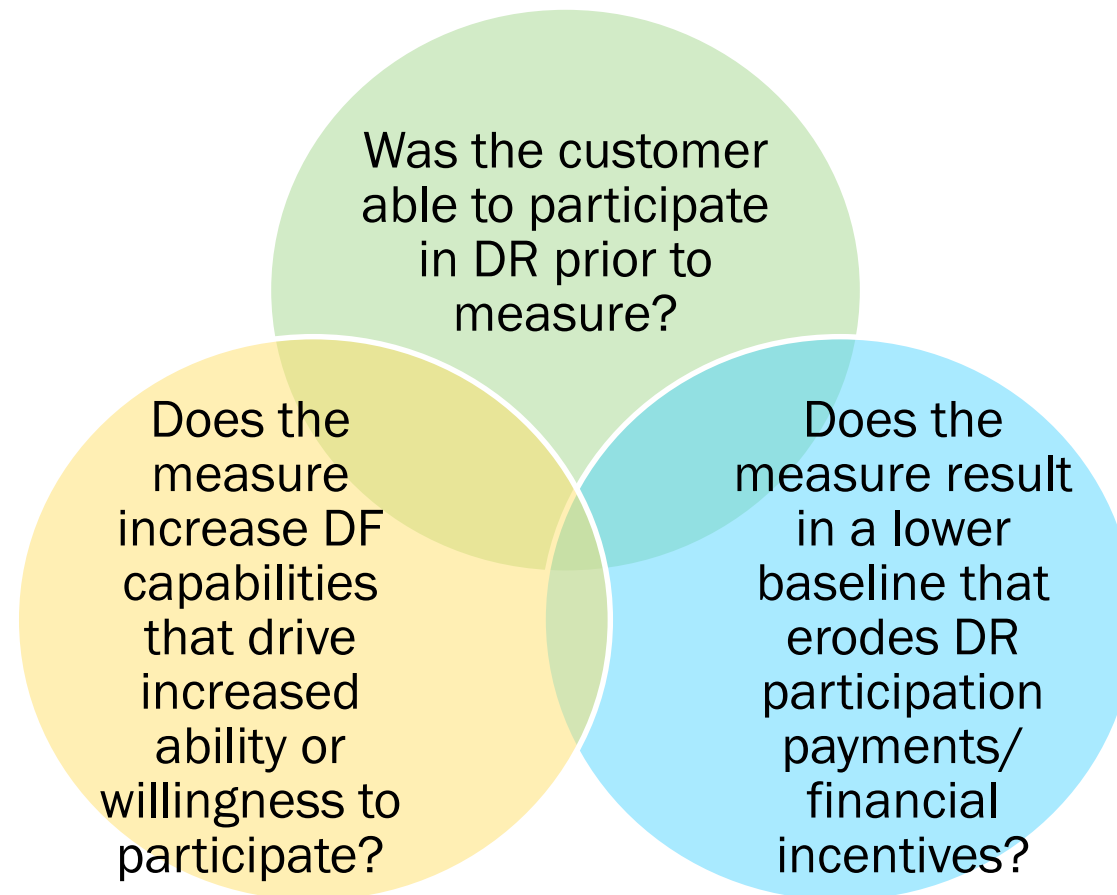 Was the customer
able to participate
in DR prior to
measure?
Does the
measure
increase DF
capabilities
that drive
increased
ability or
willingness to
participate?
Does the
measure result
in a lower
baseline that
erodes DR
participation
payments/
financial
incentives?